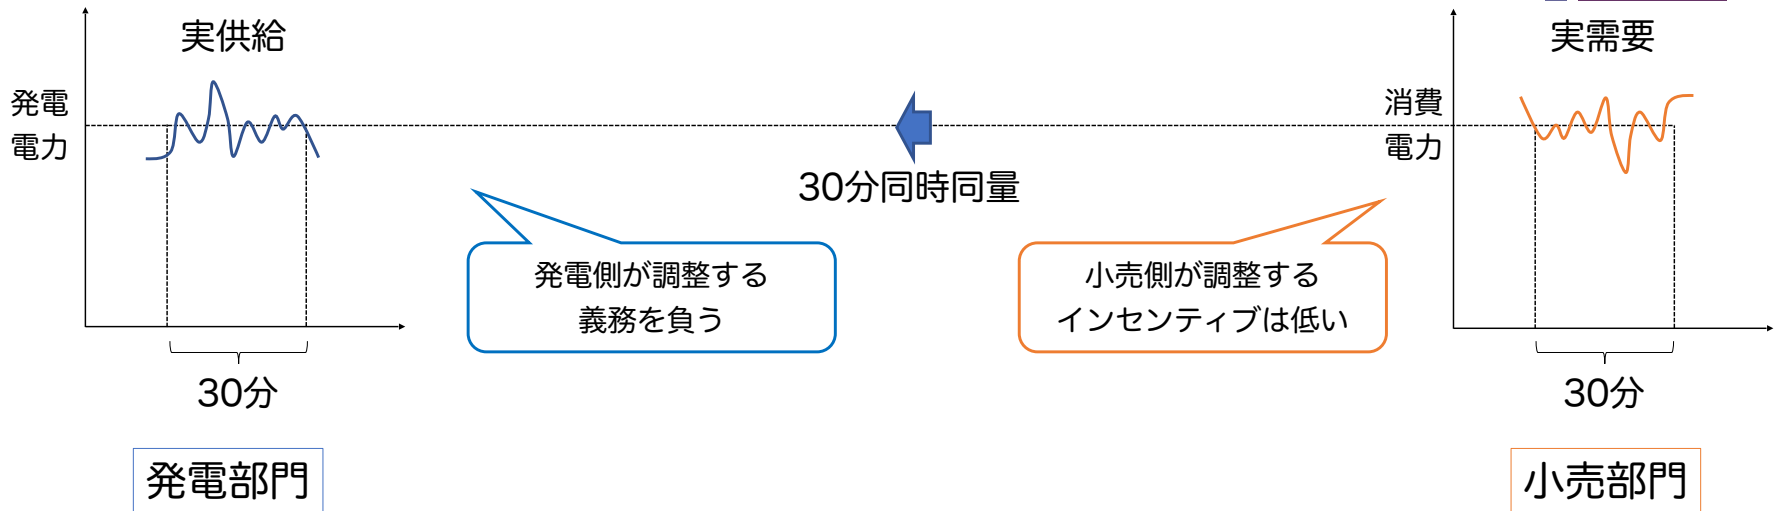 実供給
発電
電力
30分
発電部門
30分同時同量
発電側が調整する
義務を負う
小売側が調整する
インセンティブは低い
実需要
消費
電力
30分
小売部門